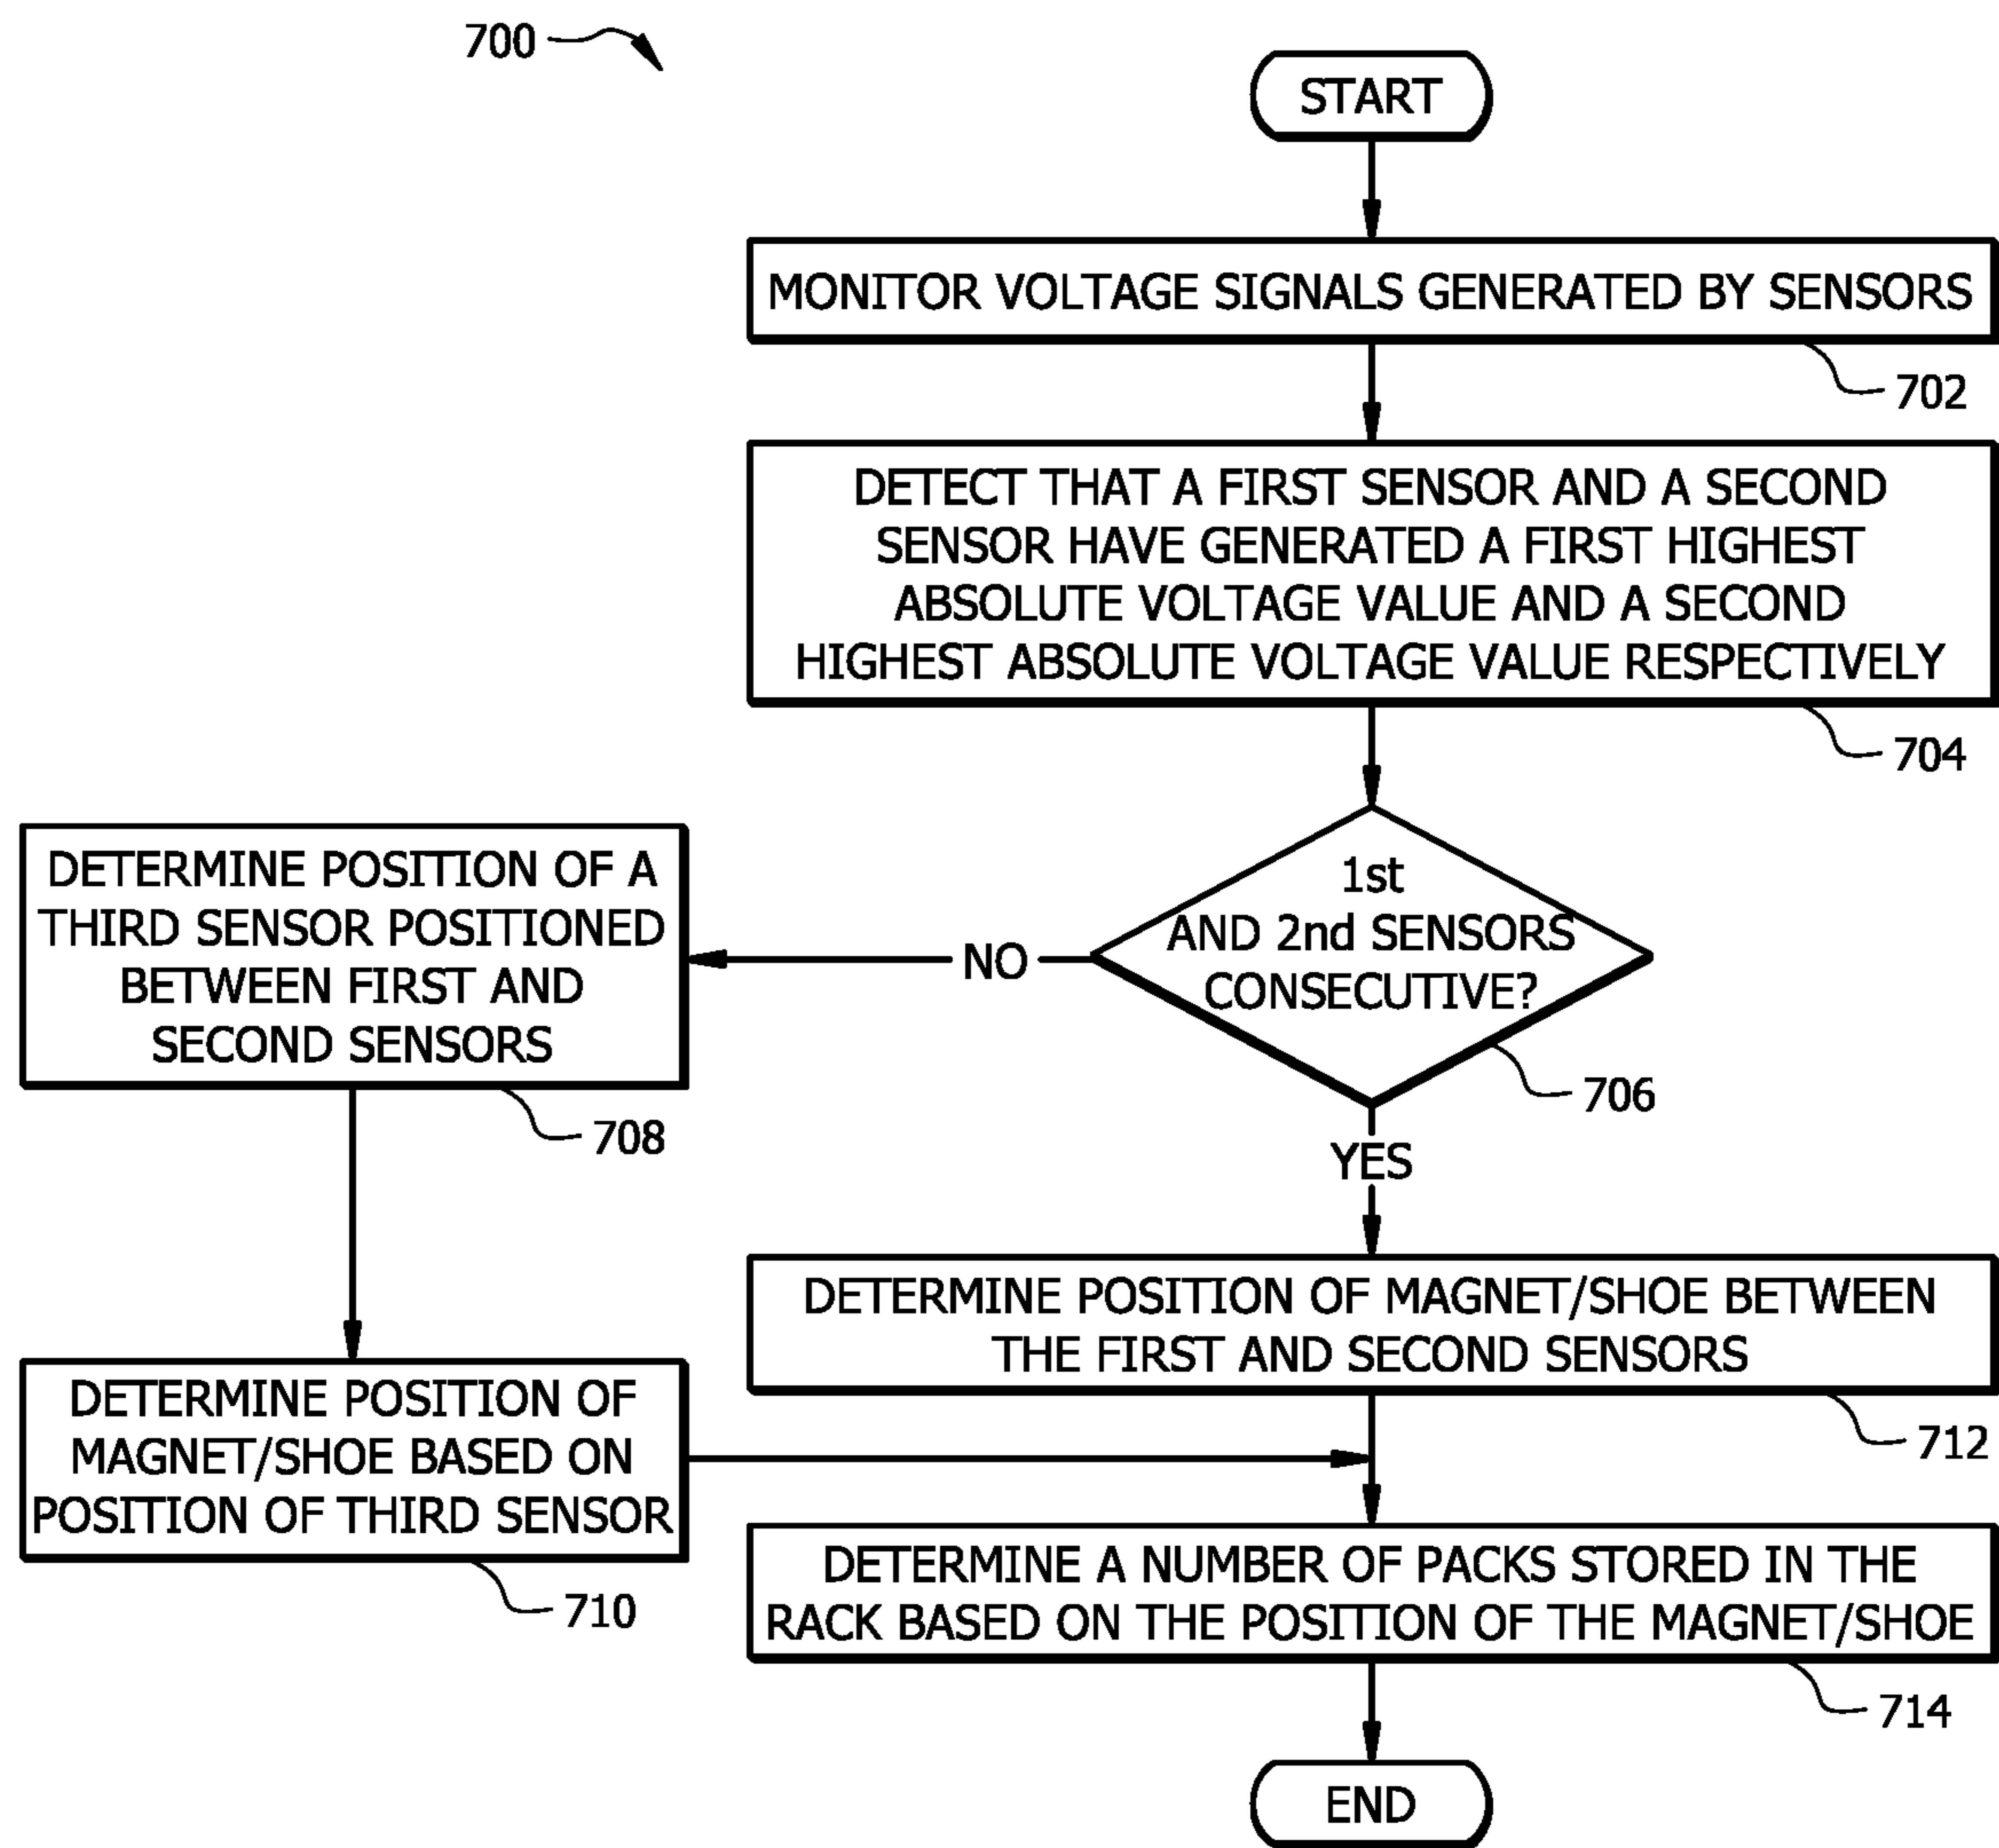 700
START
MONITOR VOLTAGE SIGNALS GENERATED BY SENSORS
702
DETECT THAT A FIRST SENSOR AND A SECOND
SENSOR HAVE GENERATED A FIRST HIGHEST
ABSOLUTE VOLTAGE VALUE AND A SECOND
HIGHEST ABSOLUTE VOLTAGE VALUE RESPECTIVELY
704
1st
AND 2nd SENSORS
CONSECUTIVE?
706
NO
DETERMINE POSITION OF A
THIRD SENSOR POSITIONED
BETWEEN FIRST AND
SECOND SENSORS
708
YES
DETERMINE POSITION OF MAGNET/SHOE BETWEEN
THE FIRST AND SECOND SENSORS
712
DETERMINE POSITION OF
MAGNET/SHOE BASED ON
POSITION OF THIRD SENSOR
710
DETERMINE A NUMBER OF PACKS STORED IN THE
RACK BASED ON THE POSITION OF THE MAGNET/SHOE
714
END